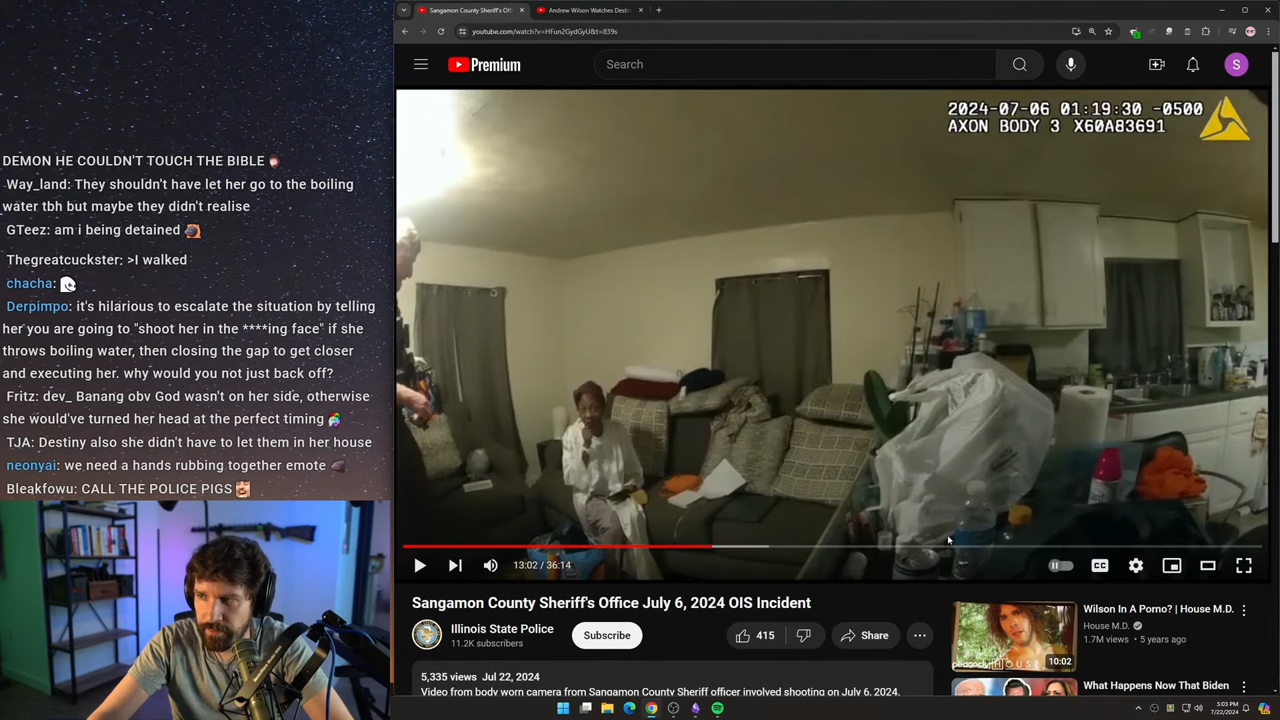 DEMON HE COULDN'T TOUCH THE BIBLE
Way_land: They shouldn't have let her go to the boiling
water tbh but maybe they didn't realise
GTeez: am i being detained
Thegreatcuckster: >I walked
chacha:
Derpimpo: it's hilarious to escalate the situation by telling
her you are going to "shoot her in the ****ing face" if she
throws boiling water, then closing the gap to get closer
and executing her. why would you not just back off?
Fritz: dev_ Banang obv God wasn't on her side, otherwise
she would've turned her head at the perfect timing
TJA: Destiny also she didn't have to let them in her house
neonyai: we need a hands rubbing together emote
Bleakfowu: CALL THE POLICE PIGS
Sangamon County Sheriff's Offi
Andrew Wilson Watches Desti
youtube.com/watch?v=HFun2GydGyU&t=839s
Premium
Search
S
2024-07-06 01:19:30 -0500
AXON BODY 3 X60A83691
13:02 / 36:14
CC
Sangamon County Sheriff's Office July 6, 2024 OIS Incident
Illinois State Police
11.2K subscribers
Subscribe
415
Share
5,335 views Jul 22, 2024
Video from body worn camera from Sangamon County Sheriff officer involved shooting on July 6, 2024.
peacock HOUSE
10:02
Wilson In A Porno? | House M.D.
House M.D.
1.7M views • 5 years ago
What Happens Now That Biden
5:03 PM
7/22/2024